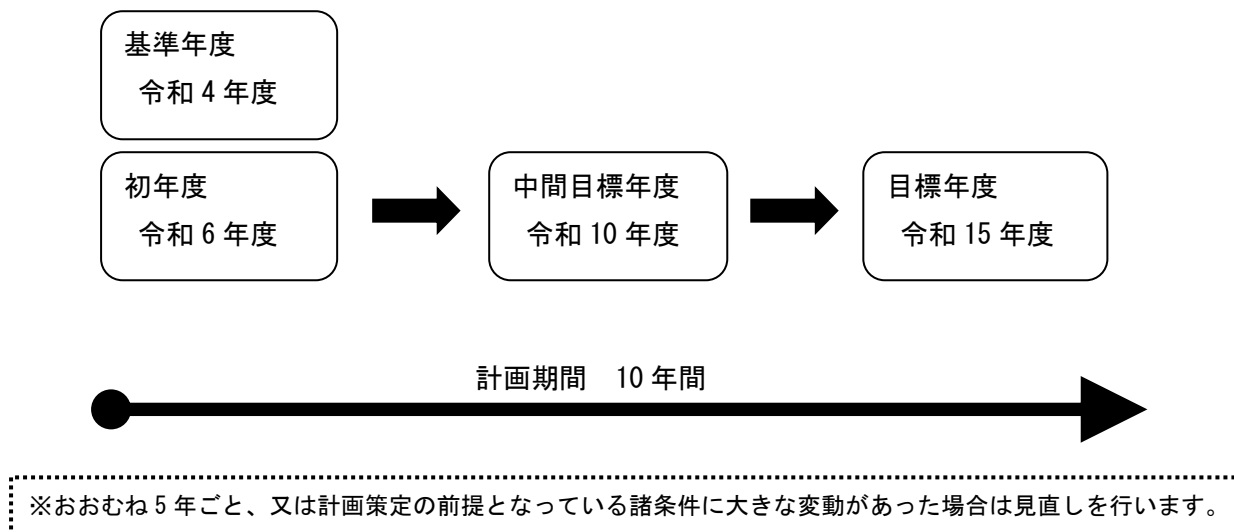 基準年度
令和 4 年度
初年度
令和 6 年度
中間目標年度
令和 10 年度
目標年度
令和 15 年度
計画期間　10 年間
※おおむね 5 年ごと、又は計画策定の前提となっている諸条件に大きな変動があった場合は見直しを行います。